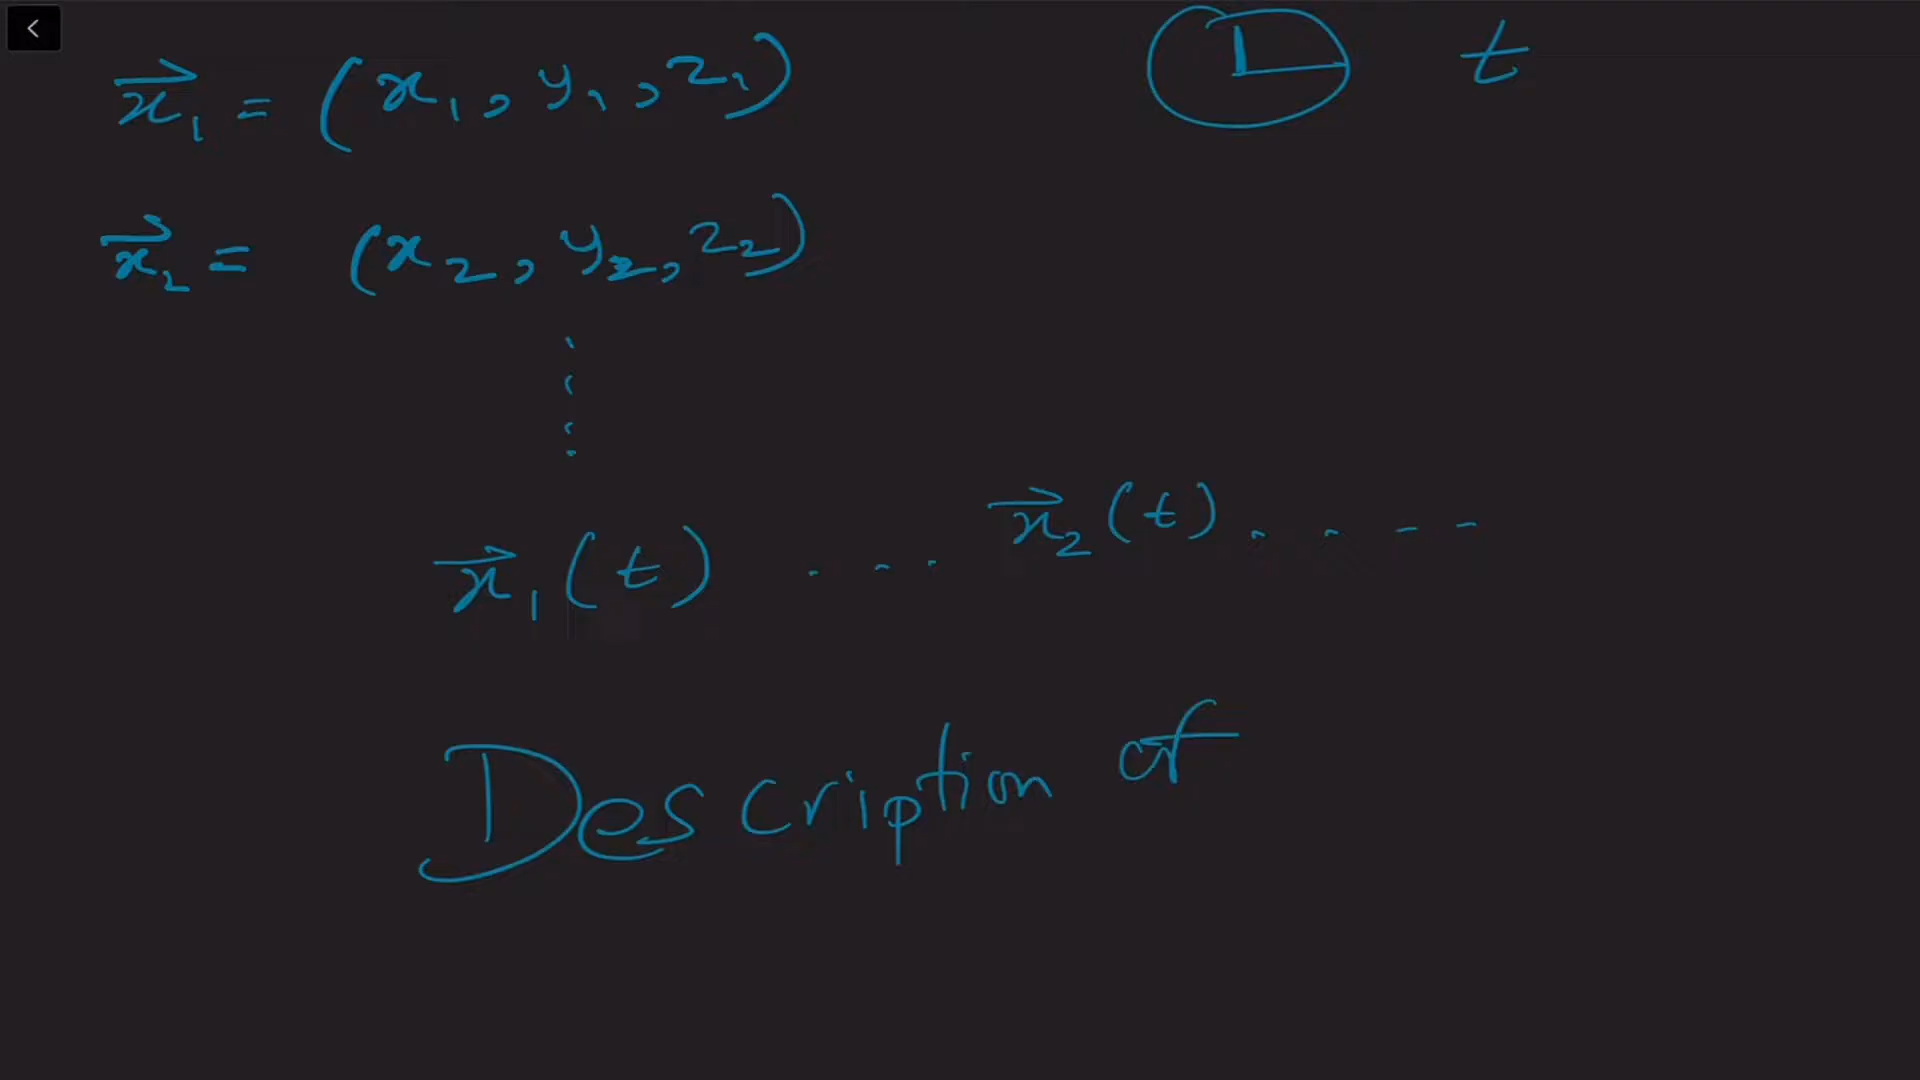 x⃗₁ = (x₁, y₁, z₁) t
x⃗₂ = (x₂, y₂, z₂)
x⃗₁(t) ... x⃗₂(t) ....
Description of